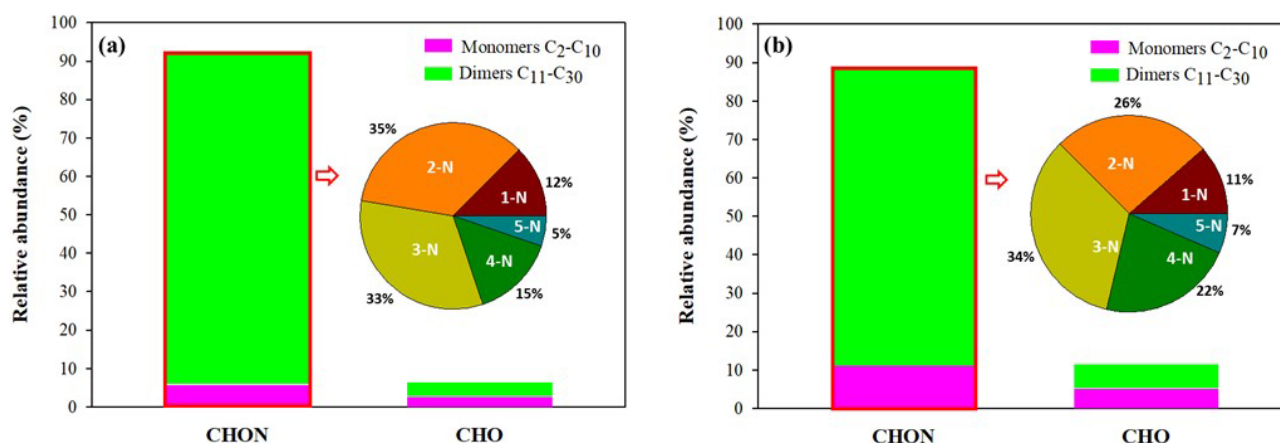 (a)
Monomers C2-C10
Dimers C11-C30
Relative abundance (%)
100
90
80
70
60
50
40
30
20
10
0
35%
2-N
12%
1-N
5-N
5%
3-N
4-N
33%
15%
CHON
CHO
(b)
Monomers C2-C10
Dimers C11-C30
Relative abundance (%)
100
90
80
70
60
50
40
30
20
10
0
26%
2-N
11%
1-N
5-N
7%
3-N
4-N
34%
22%
CHON
CHO